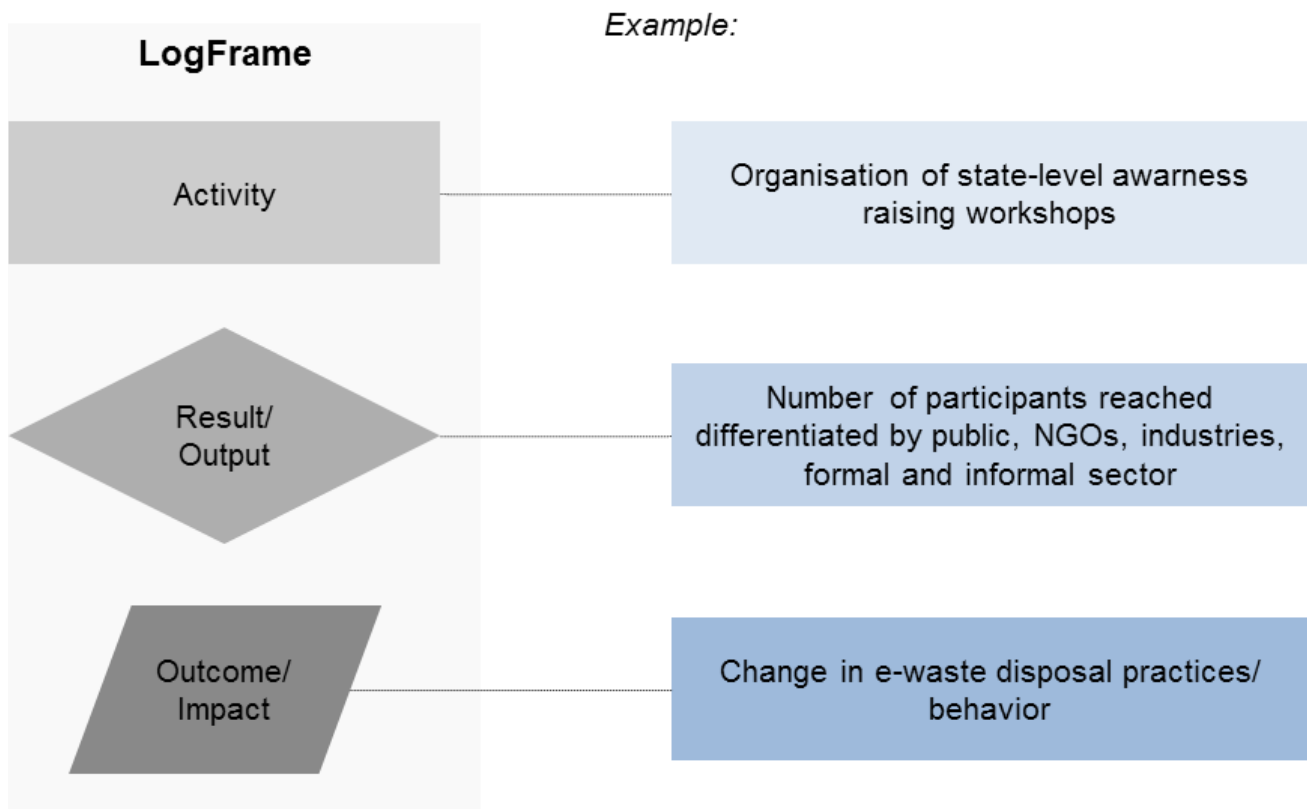 Example:
LogFrame
Activity
Organisation of state-level awarness
raising workshops
Result/
Output
Number of participants reached
differentiated by public, NGOs, industries,
formal and informal sector
Outcome/
Impact
Change in e-waste disposal practices/
behavior